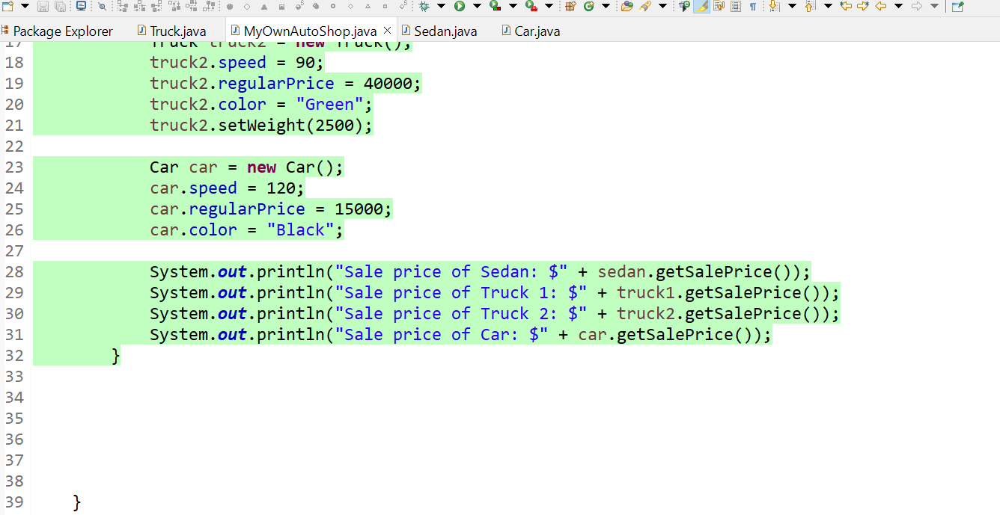 Package Explorer Truck.java MyOwnAutoShop.java Sedan.java Car.java
17 Truck truck2 = new Truck();
18 truck2.speed = 90;
19 truck2.regularPrice = 40000;
20 truck2.color = "Green";
21 truck2.setWeight(2500);
22
23 Car car = new Car();
24 car.speed = 120;
25 car.regularPrice = 15000;
26 car.color = "Black";
27
28 System.out.println("Sale price of Sedan: $" + sedan.getSalePrice());
29 System.out.println("Sale price of Truck 1: $" + truck1.getSalePrice());
30 System.out.println("Sale price of Truck 2: $" + truck2.getSalePrice());
31 System.out.println("Sale price of Car: $" + car.getSalePrice());
32 }
33
34
35
36
37
38
39 }